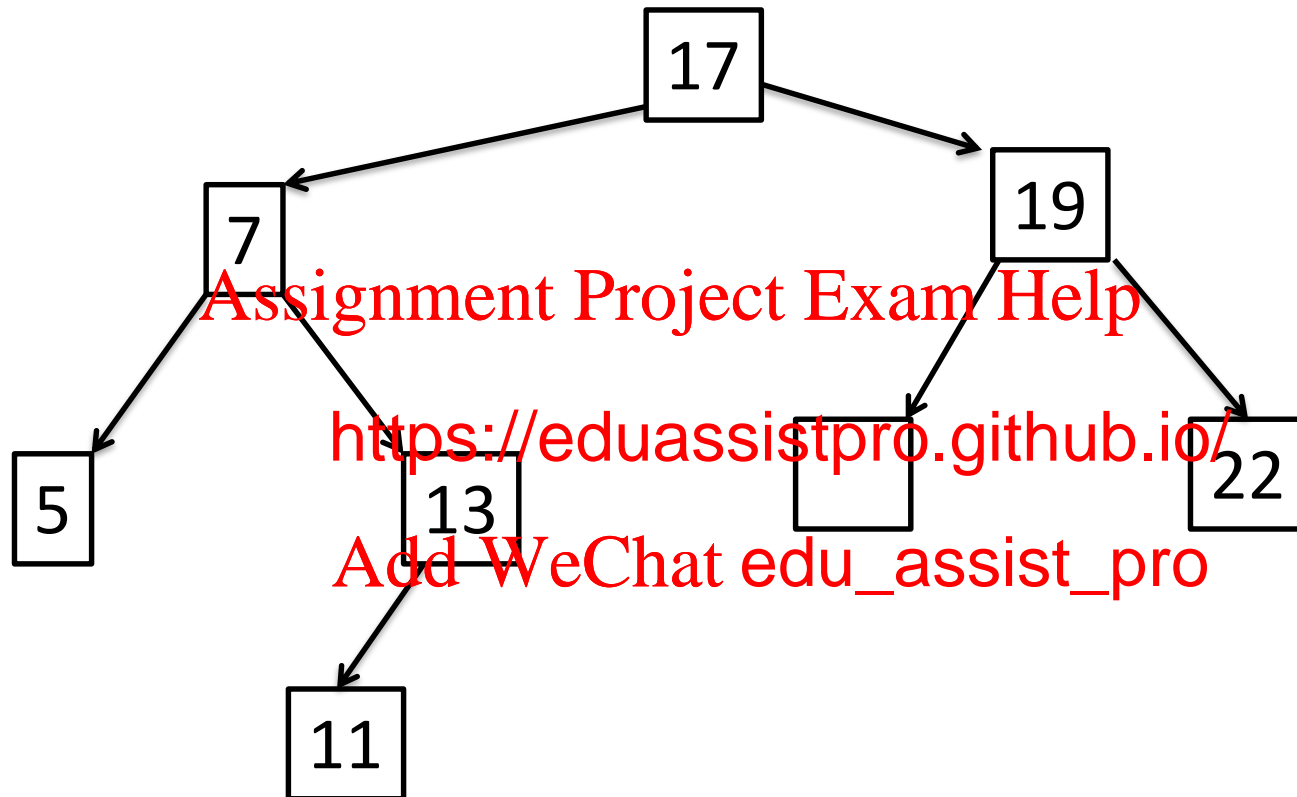 17
19
7
Assignment Project Exam Help
https://eduassistpro.github.io/
5
13
22
Add WeChat edu_assist_pro
11